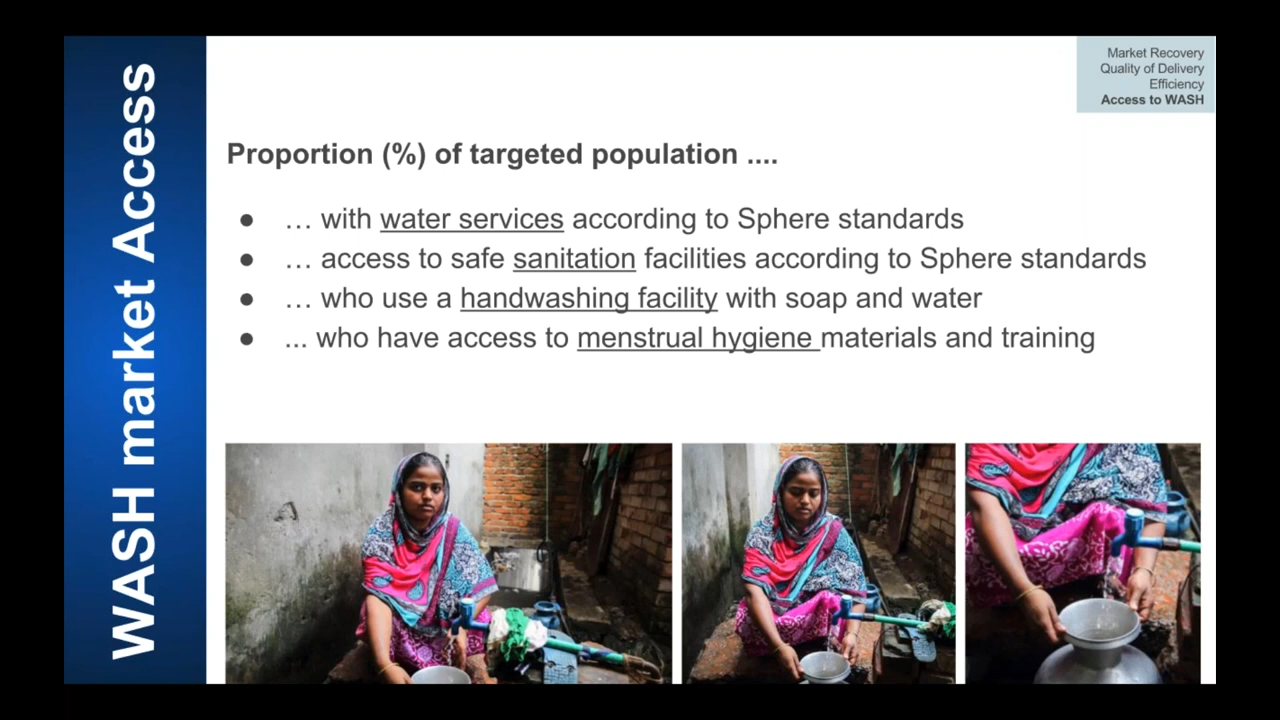 WASH market Access
Market Recovery
Quality of Delivery
Efficiency
Access to WASH
Proportion (%) of targeted population ....
● … with water services according to Sphere standards
● … access to safe sanitation facilities according to Sphere standards
● … who use a handwashing facility with soap and water
● ... who have access to menstrual hygiene materials and training